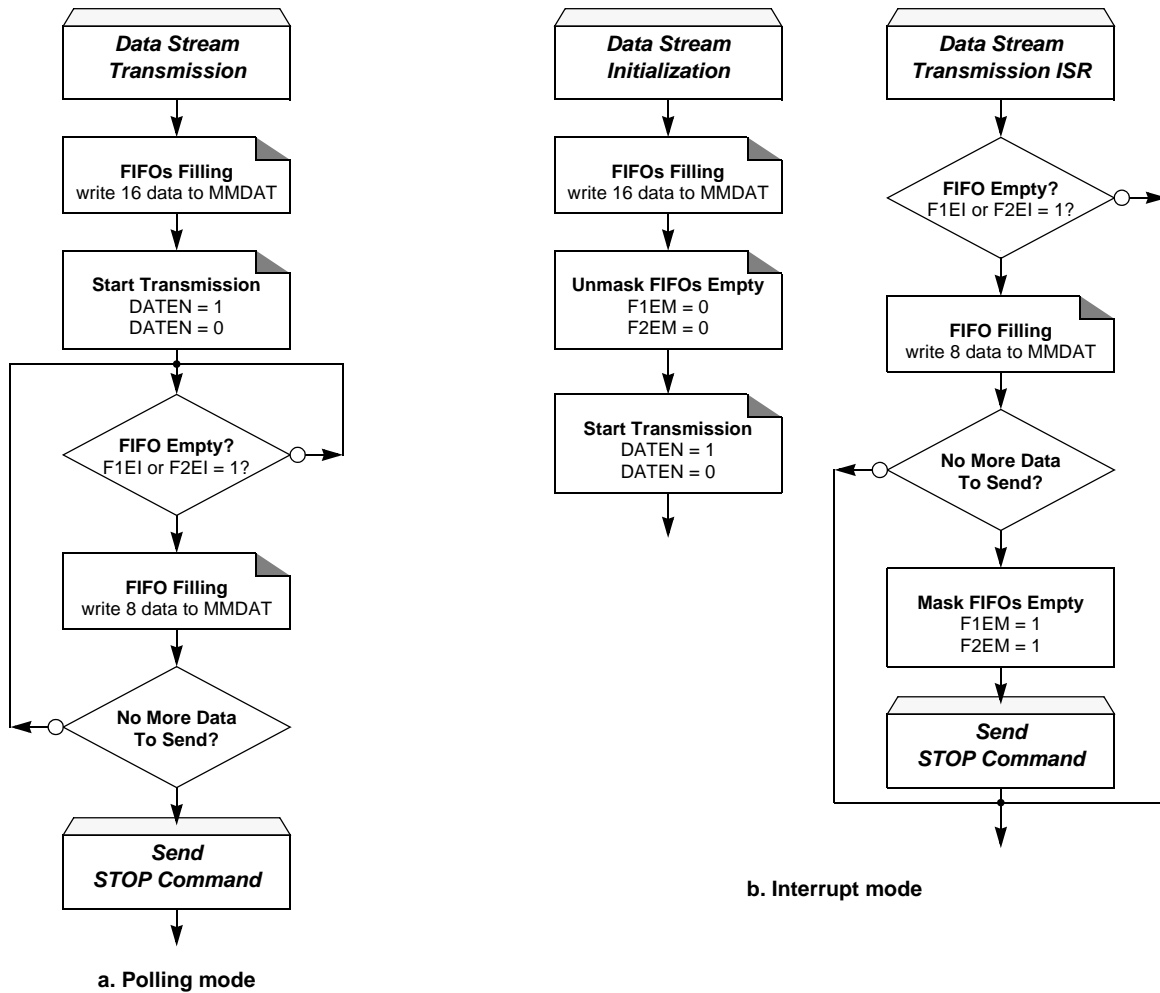 Data Stream
Transmission
FIFOs Filling
write 16 data to MMDAT
Start Transmission
DATEN = 1
DATEN = 0
FIFO Empty?
F1EI or F2EI = 1?
FIFO Filling
write 8 data to MMDAT
No More Data
To Send?
Send
STOP Command
a. Polling mode
Data Stream
Initialization
FIFOs Filling
write 16 data to MMDAT
Unmask FIFOs Empty
F1EM = 0
F2EM = 0
Start Transmission
DATEN = 1
DATEN = 0
Data Stream
Transmission ISR
FIFO Empty?
F1EI or F2EI = 1?
FIFO Filling
write 8 data to MMDAT
No More Data
To Send?
Mask FIFOs Empty
F1EM = 1
F2EM = 1
Send
STOP Command
b. Interrupt mode